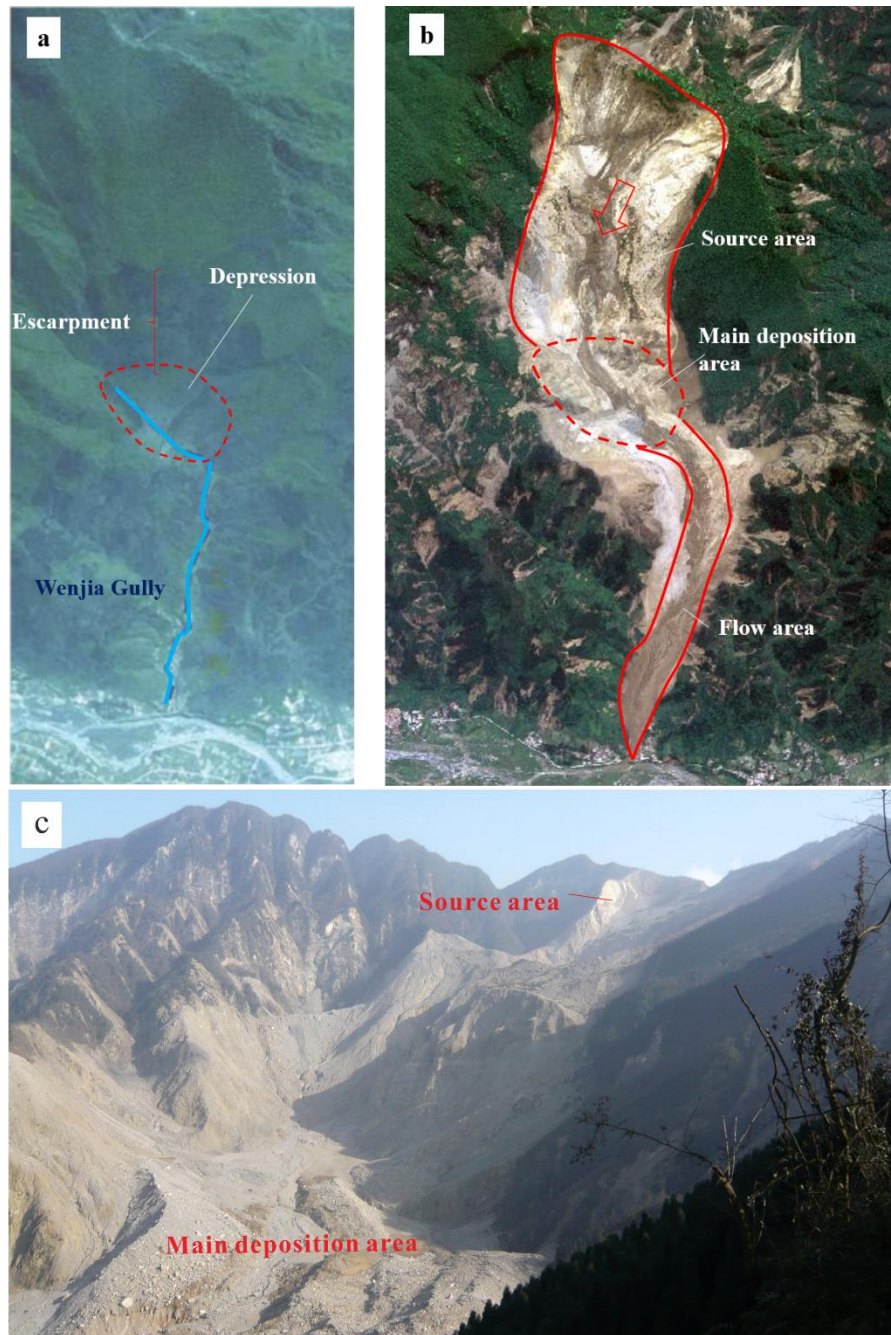 a
Depression
Escarpment
Wenjia Gully
b
Source area
Main deposition
area
Flow area
c
Source area
Main deposition area